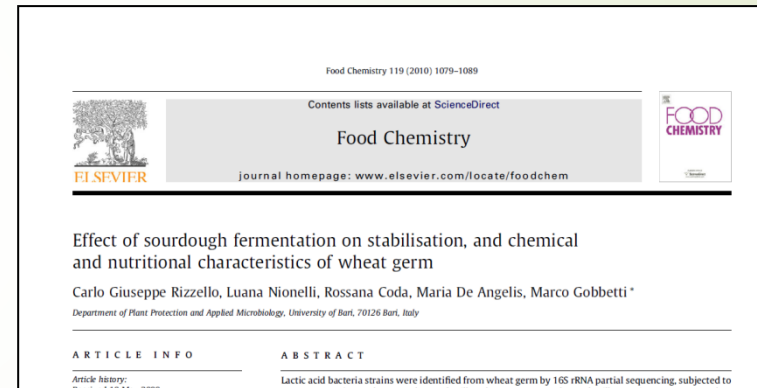 Food Chemistry 119 (2010) 1079–1089
Contents lists available at ScienceDirect
Food Chemistry
journal homepage: www.elsevier.com/locate/foodchem
ELSEVIER
FOOD
CHEMISTRY
Effect of sourdough fermentation on stabilisation, and chemical
and nutritional characteristics of wheat germ
Carlo Giuseppe Rizzello, Luana Nionelli, Rossana Coda, Maria De Angelis, Marco Gobbetti *
Department of Plant Protection and Applied Microbiology, University of Bari, 70126 Bari, Italy
ARTICLE INFO
ABSTRACT
Article history:
Lactic acid bacteria strains were identified from wheat germ by 16S rRNA partial sequencing, subjected to